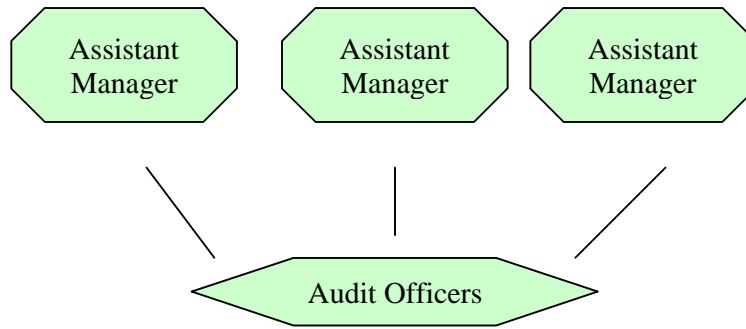 Assistant
Manager
Assistant
Manager
Assistant
Manager
Audit Officers